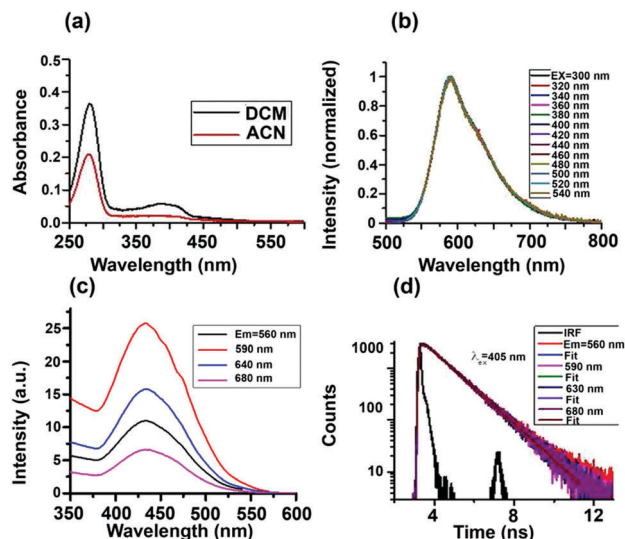 (a)
0.5
0.4
0.3
0.2
0.1
0
250 350 450 550
Absorbance
Wavelength (nm)
DCM
ACN
(b)
1
0.8
0.6
0.4
0.2
0
500 600 700 800
Intensity (normalized)
Wavelength (nm)
EX=300 nm
320 nm
340 nm
360 nm
380 nm
400 nm
420 nm
440 nm
460 nm
480 nm
500 nm
520 nm
540 nm
(c)
25
20
15
10
5
0
350 400 450 500 550 600
Intensity (a.u.)
Wavelength (nm)
Em=560 nm
590 nm
640 nm
680 nm
(d)
1000
100
10
4 8 12
Counts
Time (ns)
λex=405 nm
IRF
Em=560 nm
Fit
590 nm
Fit
630 nm
Fit
680 nm
Fit